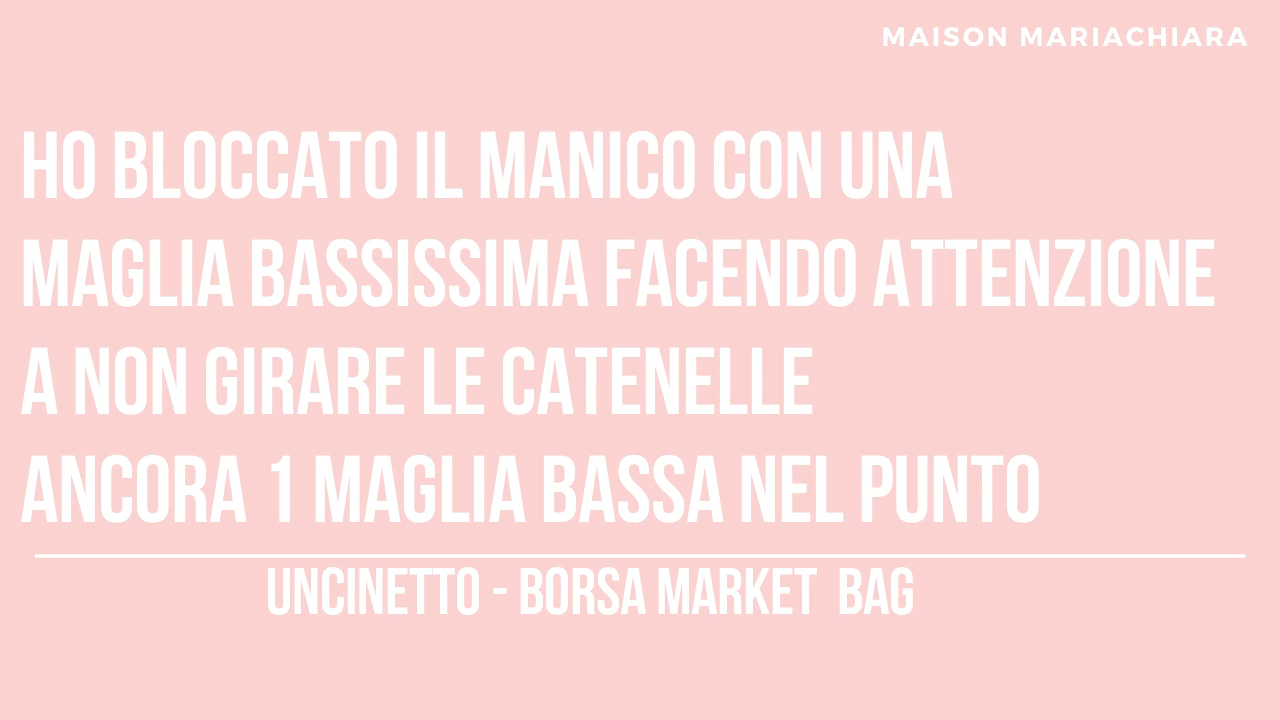 MAISON MARIACHIARA
HO BLOCCATO IL MANICO CON UNA
MAGLIA BASSISSIMA FACENDO ATTENZIONE
A NON GIRARE LE CATENELLE
ANCORA 1 MAGLIA BASSA NEL PUNTO
UNCINETTO - BORSA MARKET BAG